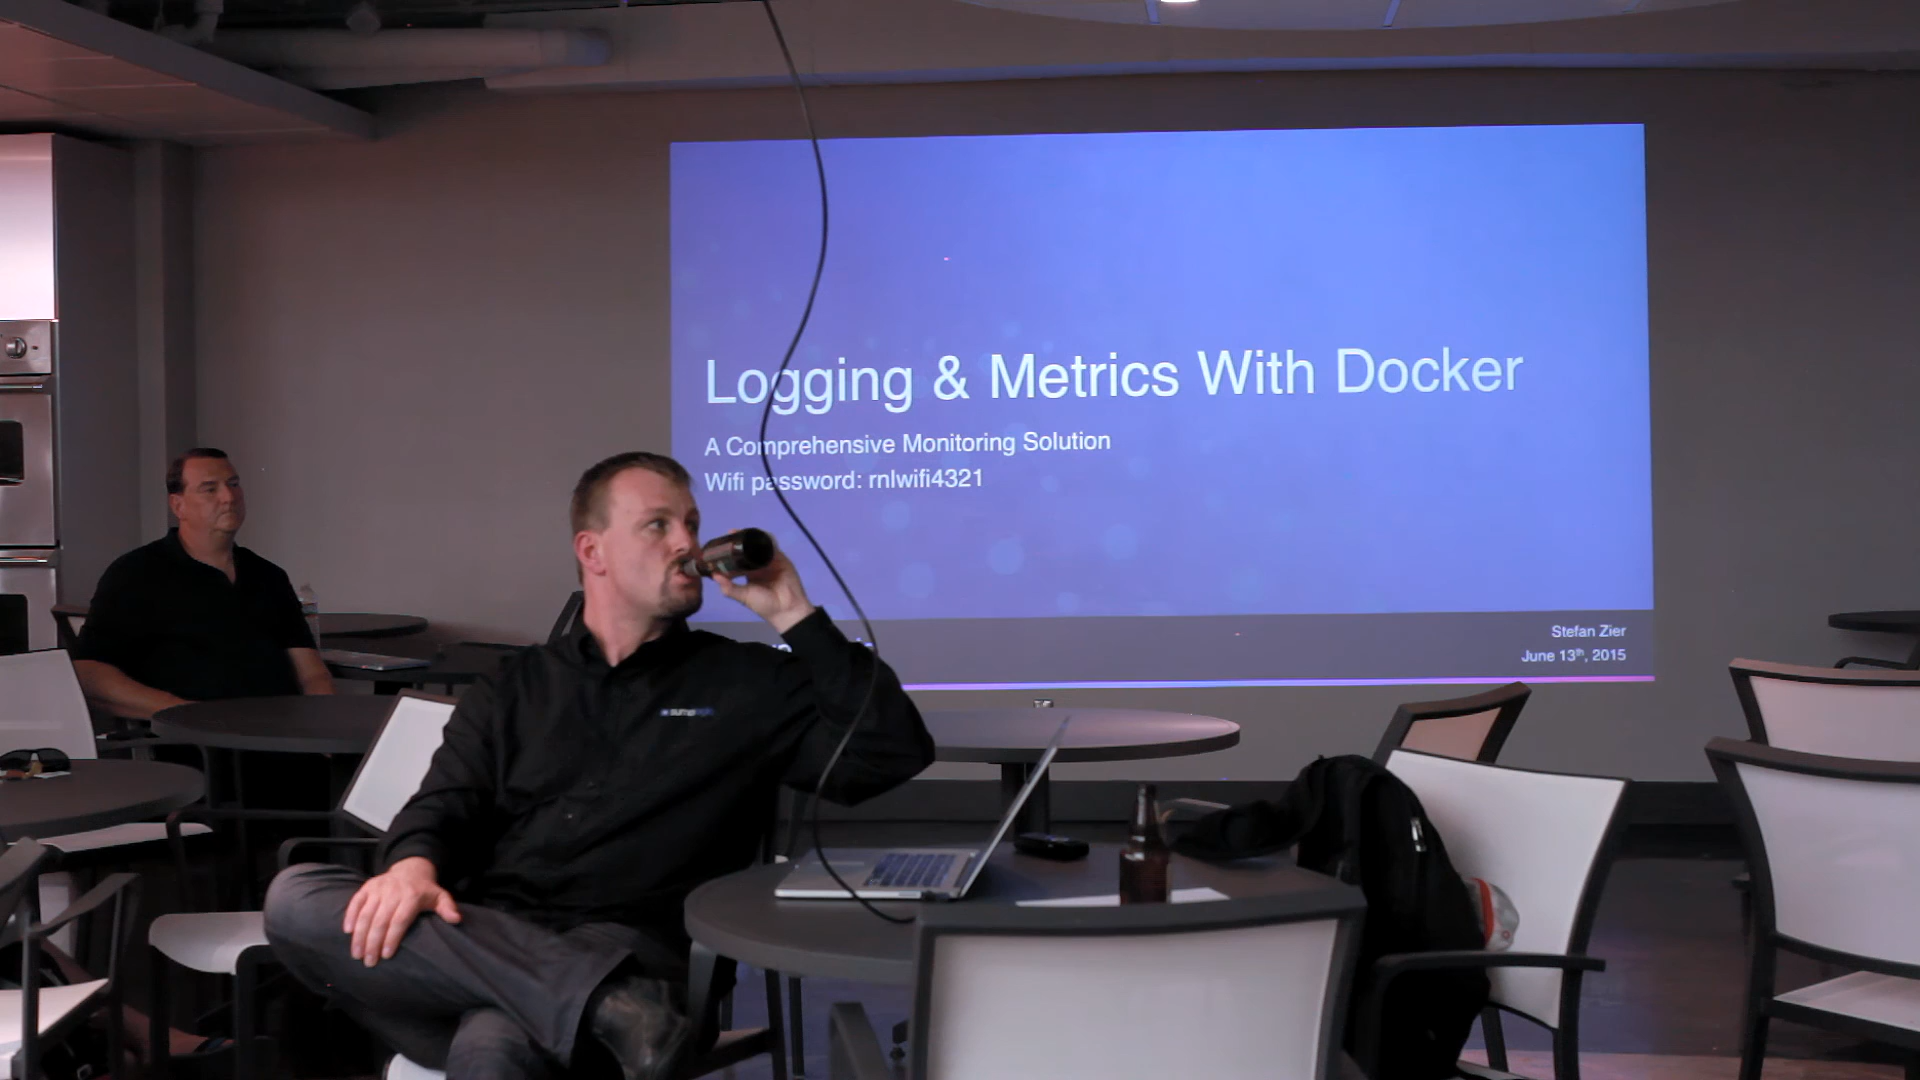 Logging & Metrics With Docker
A Comprehensive Monitoring Solution
Wifi password: rnlwifi4321
Stefan Zier
June 13th, 2015